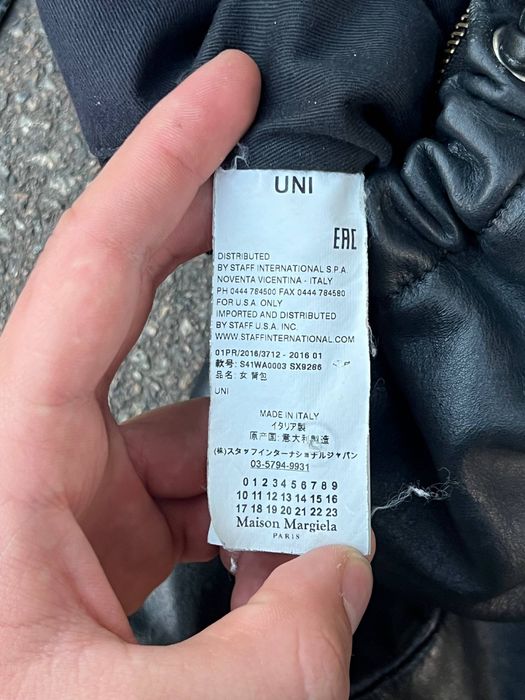 UNI
EAC
DISTRIBUTED
BY STAFF INTERNATIONAL S.P.A.
NOVENTA VICENTINA - ITALY
PH 0444 784500 FAX 0444 784580
FOR U.S.A. ONLY
IMPORTED AND DISTRIBUTED
BY STAFF U.S.A. INC.
WWW.STAFFINTERNATIONAL.COM
01PR/2016/3712 - 2016 01
款号: S41WA0003 SX9286
品名: 女 背包
UNI
MADE IN ITALY
イタリア製
原产国: 意大利製造
(株)スタッフインターナショナルジャパン
03-5794-9931
0 1 2 3 4 5 6 7 8 9
10 11 12 13 14 15 16
17 18 19 20 21 22 23
Maison Margiela
PARIS